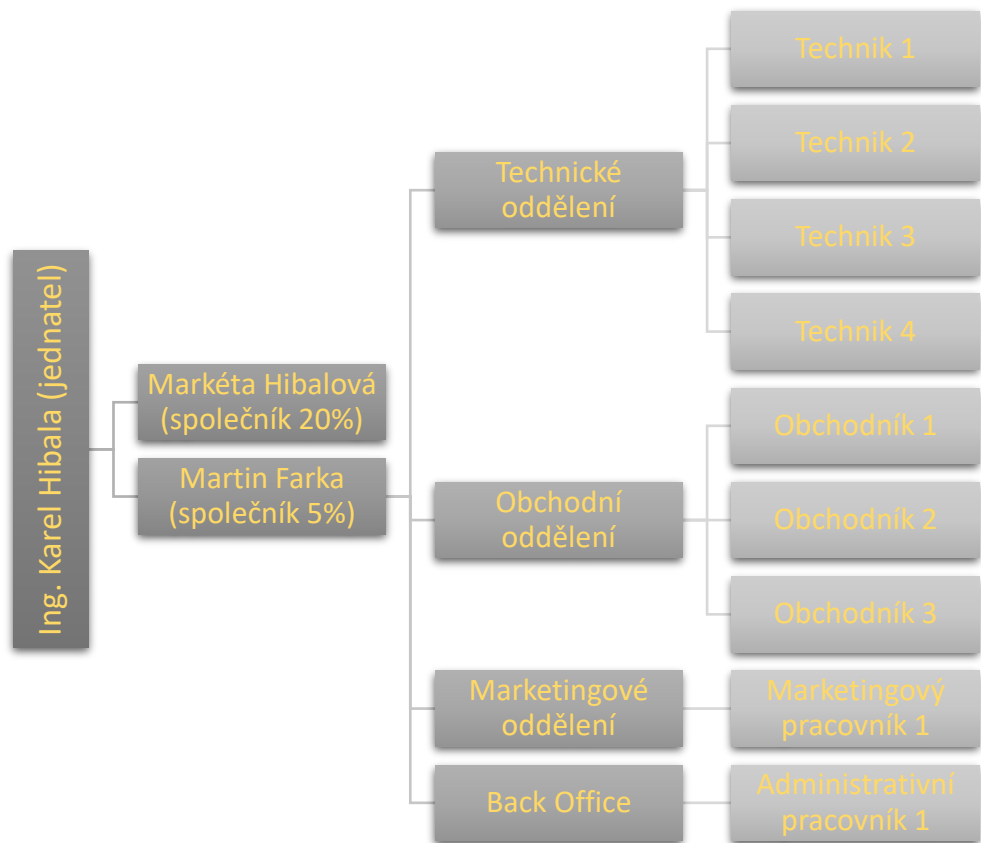 Ing. Karel Hibala (jednatel)
Markéta Hibalová
(společník 20%)
Martin Farka
(společník 5%)
Technické
oddělení
Technik 1
Technik 2
Technik 3
Technik 4
Obchodní
oddělení
Obchodník 1
Obchodník 2
Obchodník 3
Marketingové
oddělení
Marketingový
pracovník 1
Back Office
Administrativní
pracovník 1